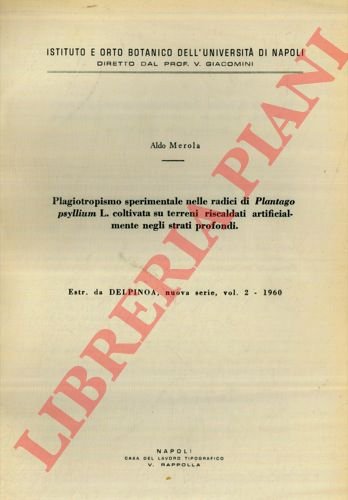 ISTITUTO E ORTO BOTANICO DELL'UNIVERSITÀ DI NAPOLI
DIRETTO DAL PROF. V. GIACOMINI
Aldo Merola
Plagiotropismo sperimentale nelle radici di Plantago
psyllium L. coltivata su terreni riscaldati artificial-
mente negli strati profondi.
Estr. da DELPINOA, nuova serie, vol. 2 - 1960
NAPOLI
CASA DEL LAVORO TIPOGRAFICO
V. RAPPOLLA
LIBRERIA PIANI